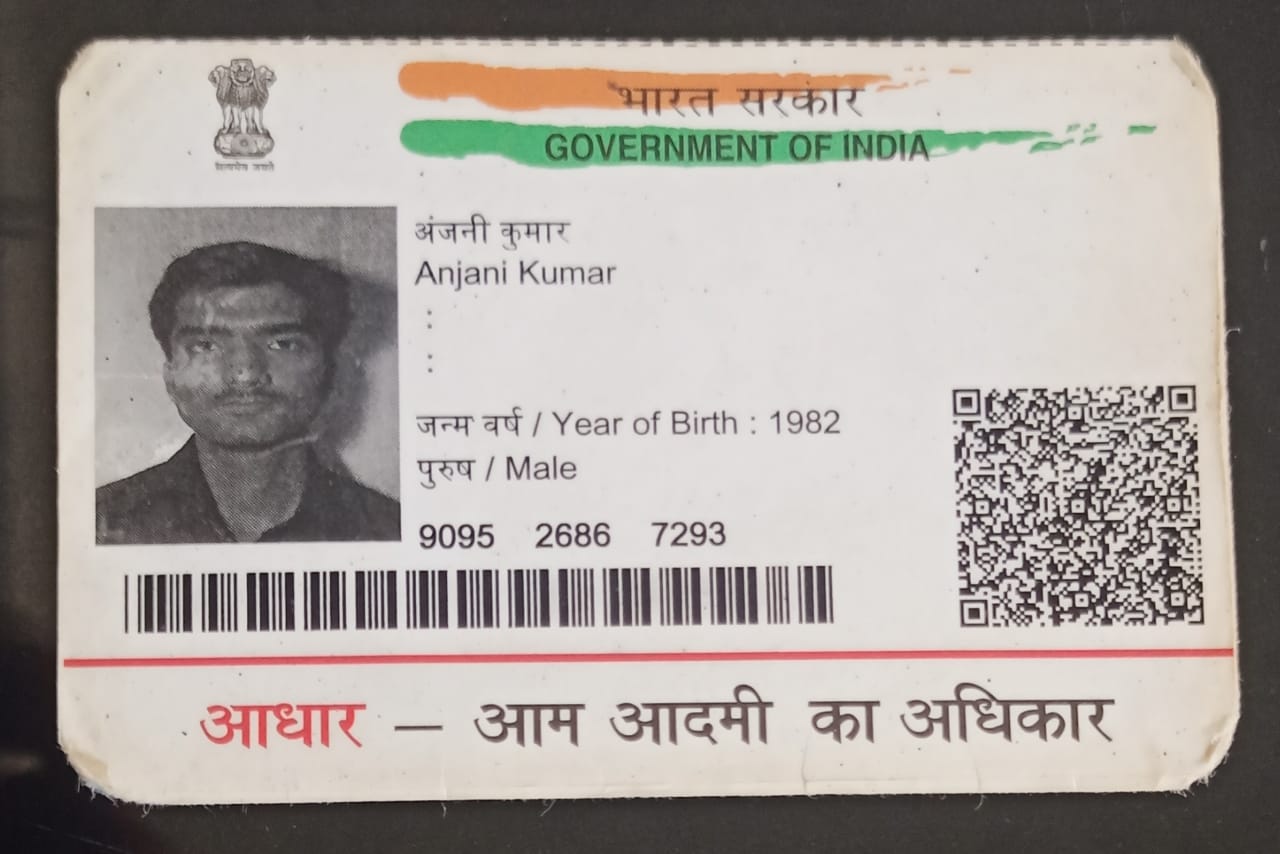 भारत सरकार
GOVERNMENT OF INDIA
सत्यमेव जयते
अंजनी कुमार
Anjani Kumar
:
:
जन्म वर्ष / Year of Birth : 1982
पुरुष / Male
9095 2686 7293
आधार – आम आदमी का अधिकार